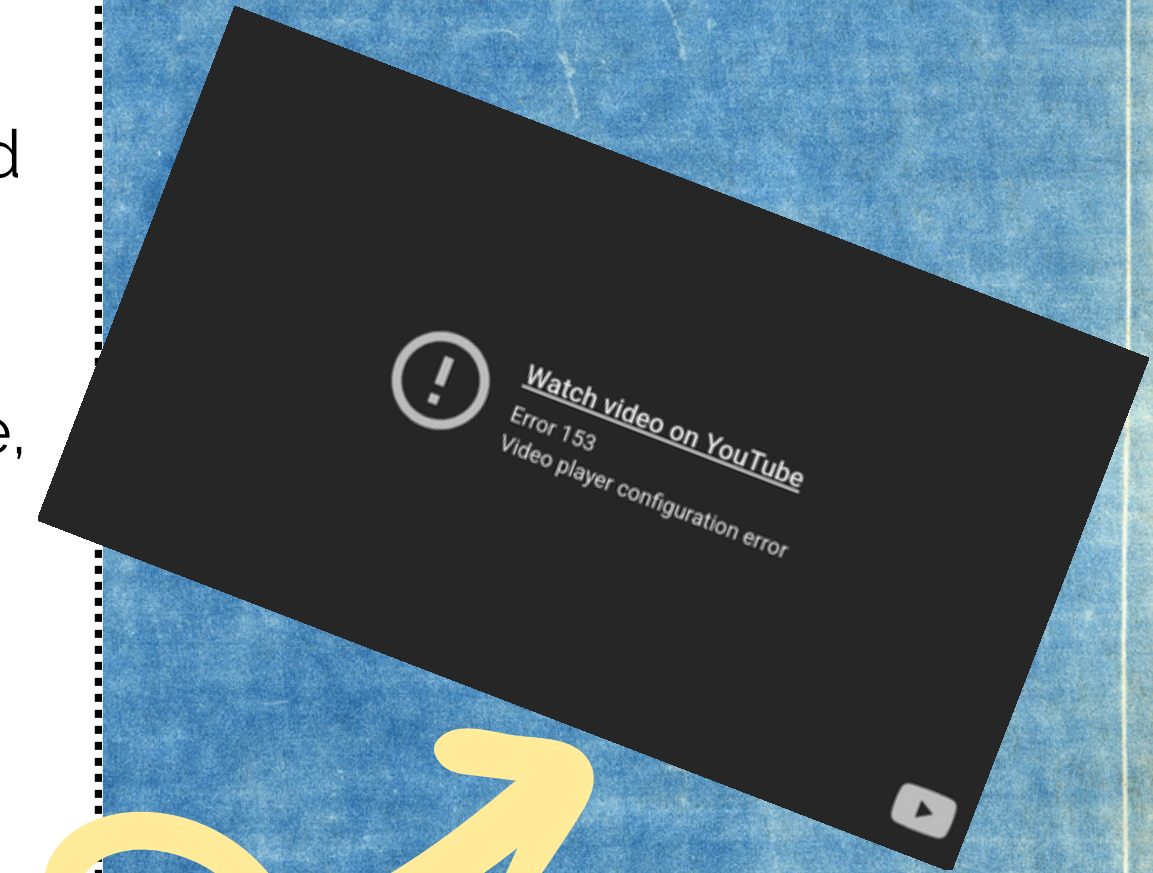 d
e,
Watch video on YouTube
Error 153
Video player configuration error